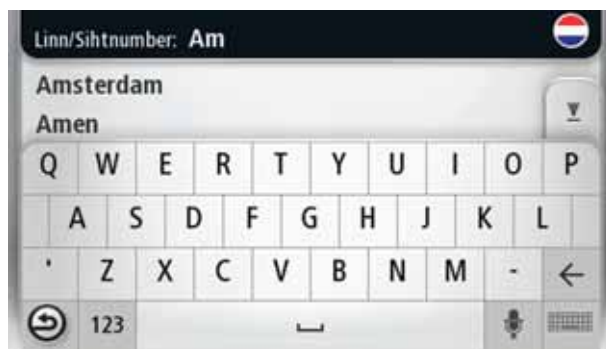 Linn/Sihtnumber: Am
Amsterdam
Amen
Q W E R T Y U I O P
A S D F G H J K L
' Z X C V B N M -
123